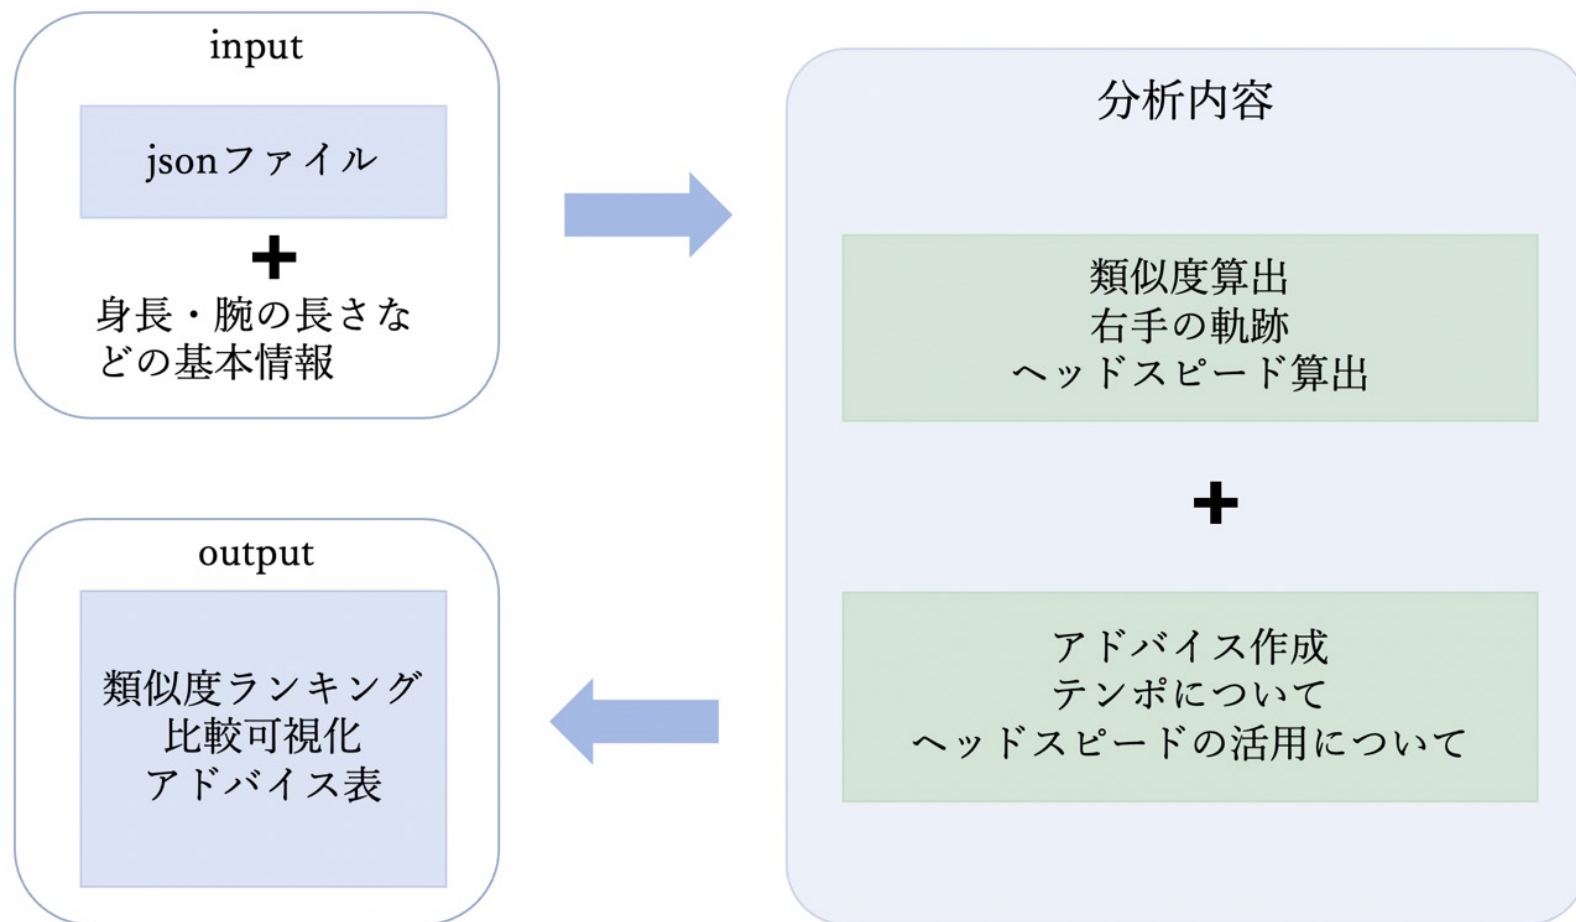 input
jsonファイル
+
身長・腕の長さな
どの基本情報
分析内容
類似度算出
右手の軌跡
ヘッドスピード算出
+
アドバイス作成
テンポについて
ヘッドスピードの活用について
output
類似度ランキング
比較可視化
アドバイス表